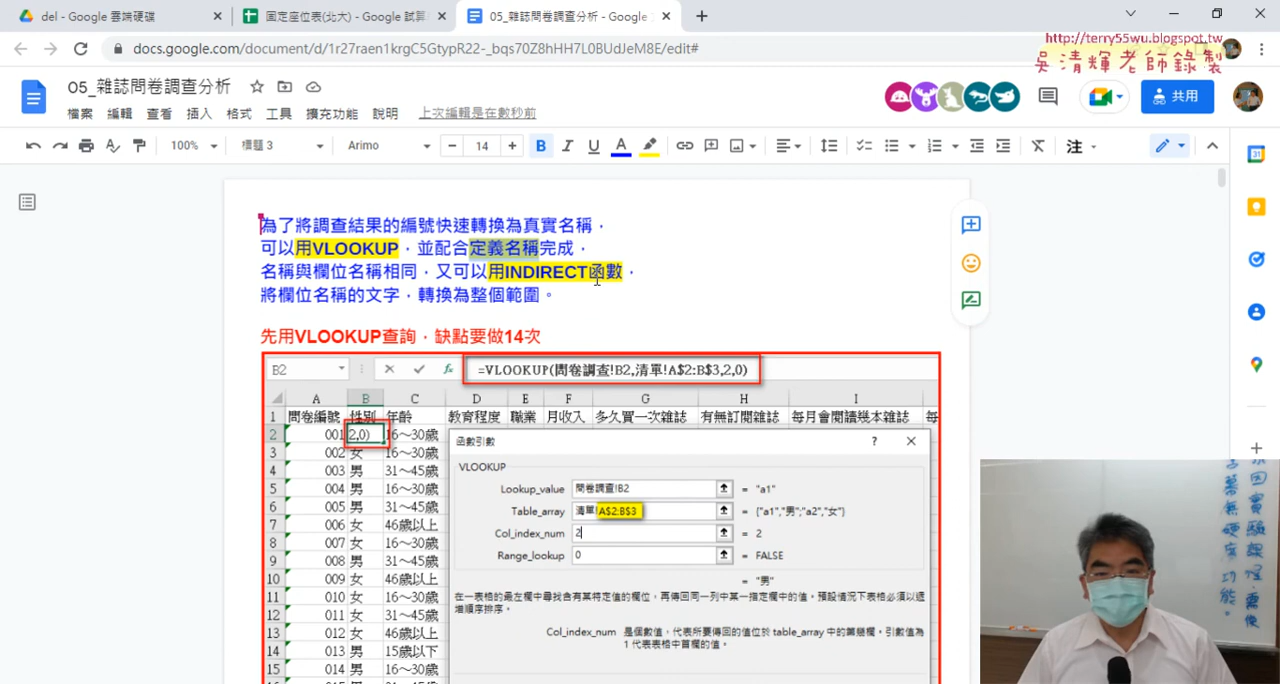 del - Google 雲端硬碟
固定座位表(北大) - Google 試算
05_雜誌問卷調查分析 - Google
docs.google.com/document/d/1r27raen1krgC5GtypR22-_bqs70Z8hHH7L0BUdJeM8E/edit#
http://terry55wu.blogspot.tw
吳清輝老師錄製
05_雜誌問卷調查分析
檔案 編輯 查看 插入 格式 工具 擴充功能 說明 上次編輯是在數秒前
共用
100% 標題 3 Arimo 14 B I U A 注
為了將調查結果的編號快速轉換為真實名稱，
可以用VLOOKUP，並配合定義名稱完成，
名稱與欄位名稱相同，又可以用INDIRECT函數，
將欄位名稱的文字，轉換為整個範圍。
先用VLOOKUP查詢，缺點要做14次
B2 fx =VLOOKUP(問卷調查!B2,清單!A$2:B$3,2,0)
A B C D E F G H I
1 問卷編號 性別 年齡 教育程度 職業 月收入 多久買一次雜誌 有無訂閱雜誌 每月會閱讀幾本雜誌 每
2 001 2,0) 16～30歲
3 002 女 16～30歲
4 003 男 31～45歲
5 004 男 16～30歲
6 005 男 31～45歲
7 006 女 46歲以上
8 007 女 16～30歲
9 008 男 31～45歲
10 009 女 46歲以上
11 010 女 16～30歲
12 011 女 31～45歲
13 012 女 46歲以上
14 013 男 15歲以下
15 014 男 16～30歲
函數引數 ?
VLOOKUP
Lookup_value 問卷調查!B2 = "a1"
Table_array 清單!A$2:B$3 = {"a1","男";"a2","女"}
Col_index_num 2 = 2
Range_lookup 0 = FALSE
= "男"
在一表格的最左欄中尋找含有某特定值的欄位，再傳回同一列中某一指定欄中的值。預設情況下表格必須以遞
增順序排序。
Col_index_num 是個數值，代表所要傳回的值位於 table_array 中的第幾欄。引數值為
1 代表表格中首欄的值。